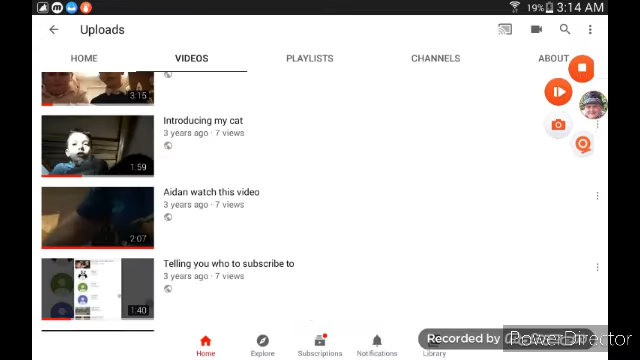 19% 3:14 AM
Uploads
HOME VIDEOS PLAYLISTS CHANNELS ABOUT
3:15
Introducing my cat
3 years ago · 7 views
1:59
Aidan watch this video
3 years ago · 7 views
2:07
Telling you who to subscribe to
3 years ago · 7 views
1:40
Home Explore Subscriptions Notifications Library
Recorded by
PowerDirector